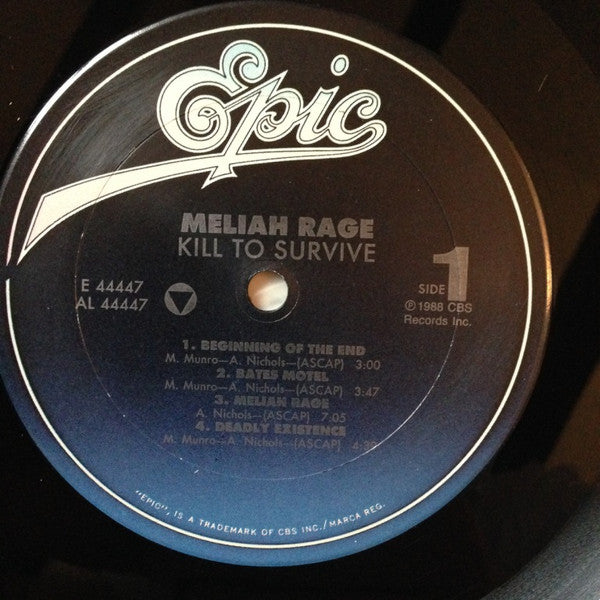 Epic
MELIAH RAGE
KILL TO SURVIVE
E 44447
AL 44447
SIDE 1
℗ 1988 CBS
Records Inc.
1. BEGINNING OF THE END
M. Munro—A. Nichols—(ASCAP) 3:00
2. BATES MOTEL
M. Munro—A. Nichols—(ASCAP) 3:47
3. MELIAH RAGE
A. Nichols—(ASCAP) 7:05
4. DEADLY EXISTENCE
M. Munro—A. Nichols—(ASCAP)
"EPIC", IS A TRADEMARK OF CBS INC./MARCA REG.